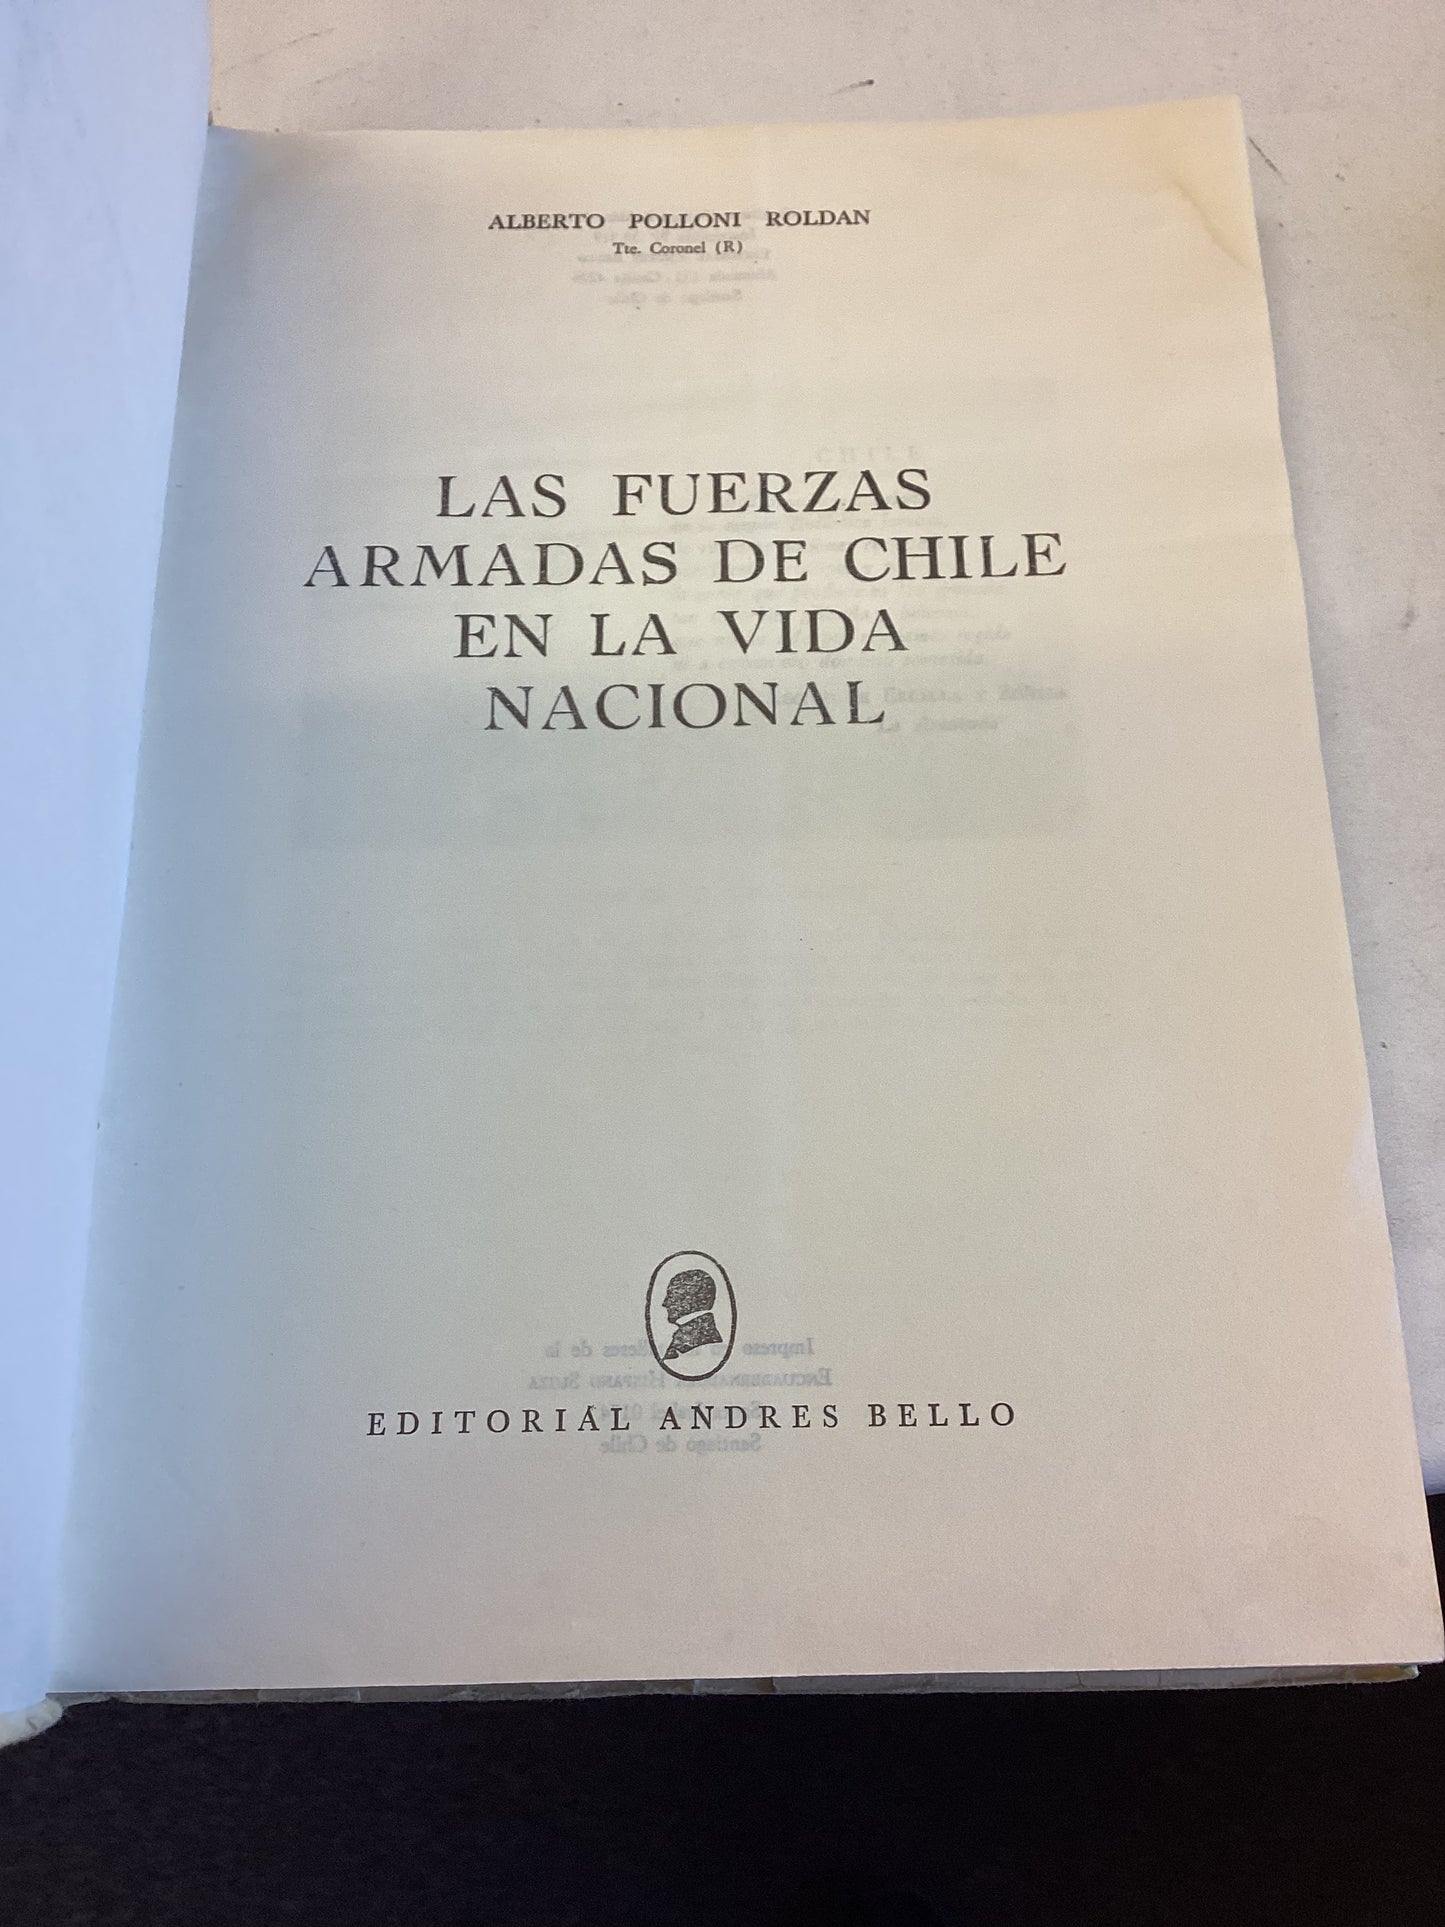 ALBERTO POLLONI ROLDAN
Tte. Coronel (R)
LAS FUERZAS
ARMADAS DE CHILE
EN LA VIDA
NACIONAL
EDITORIAL ANDRES BELLO